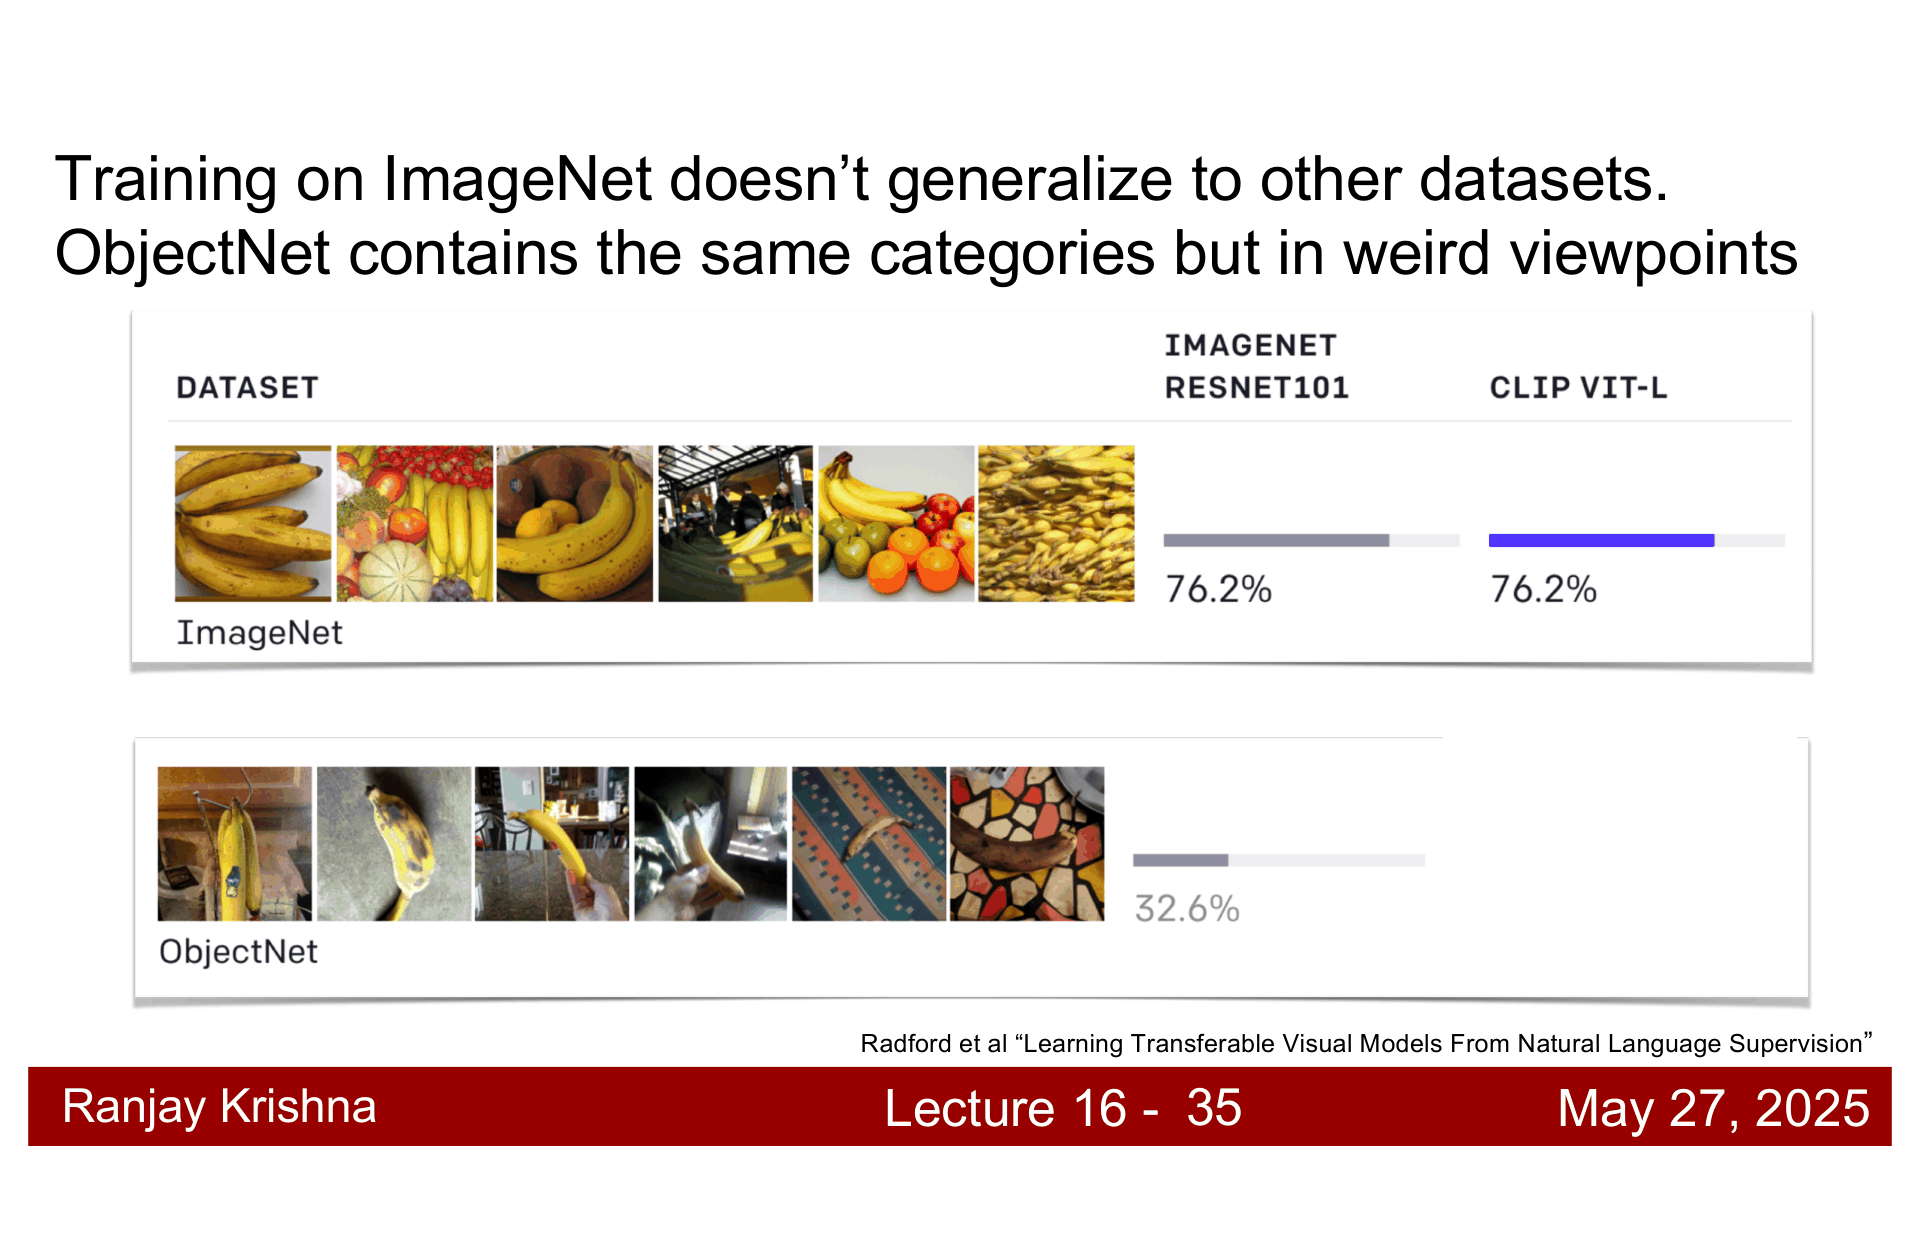 Training on ImageNet doesn’t generalize to other datasets.
ObjectNet contains the same categories but in weird viewpoints
DATASET
IMAGENET
RESNET101
CLIP VIT-L
76.2%
76.2%
ImageNet
32.6%
ObjectNet
Radford et al “Learning Transferable Visual Models From Natural Language Supervision”
Ranjay Krishna
Lecture 16 - 35
May 27, 2025